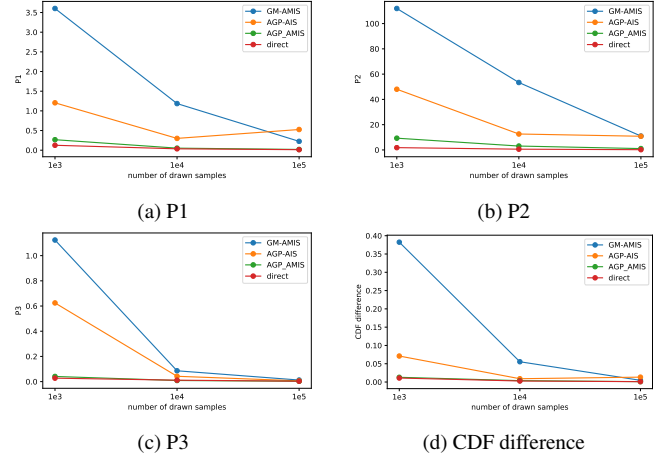 3.5
3.0
2.5
2.0
1.5
1.0
0.5
0.0
P1
GM-AMIS
AGP-AIS
AGP_AMIS
direct
1e3
1e4
1e5
number of drawn samples
(a) P1
100
80
60
40
20
0
P2
GM-AMIS
AGP-AIS
AGP_AMIS
direct
1e3
1e4
1e5
number of drawn samples
(b) P2
1.0
0.8
0.6
0.4
0.2
0.0
P3
GM-AMIS
AGP-AIS
AGP_AMIS
direct
1e3
1e4
1e5
number of drawn samples
(c) P3
0.40
0.35
0.30
0.25
0.20
0.15
0.10
0.05
0.00
CDF difference
GM-AMIS
AGP-AIS
AGP_AMIS
direct
1e3
1e4
1e5
number of drawn samples
(d) CDF difference